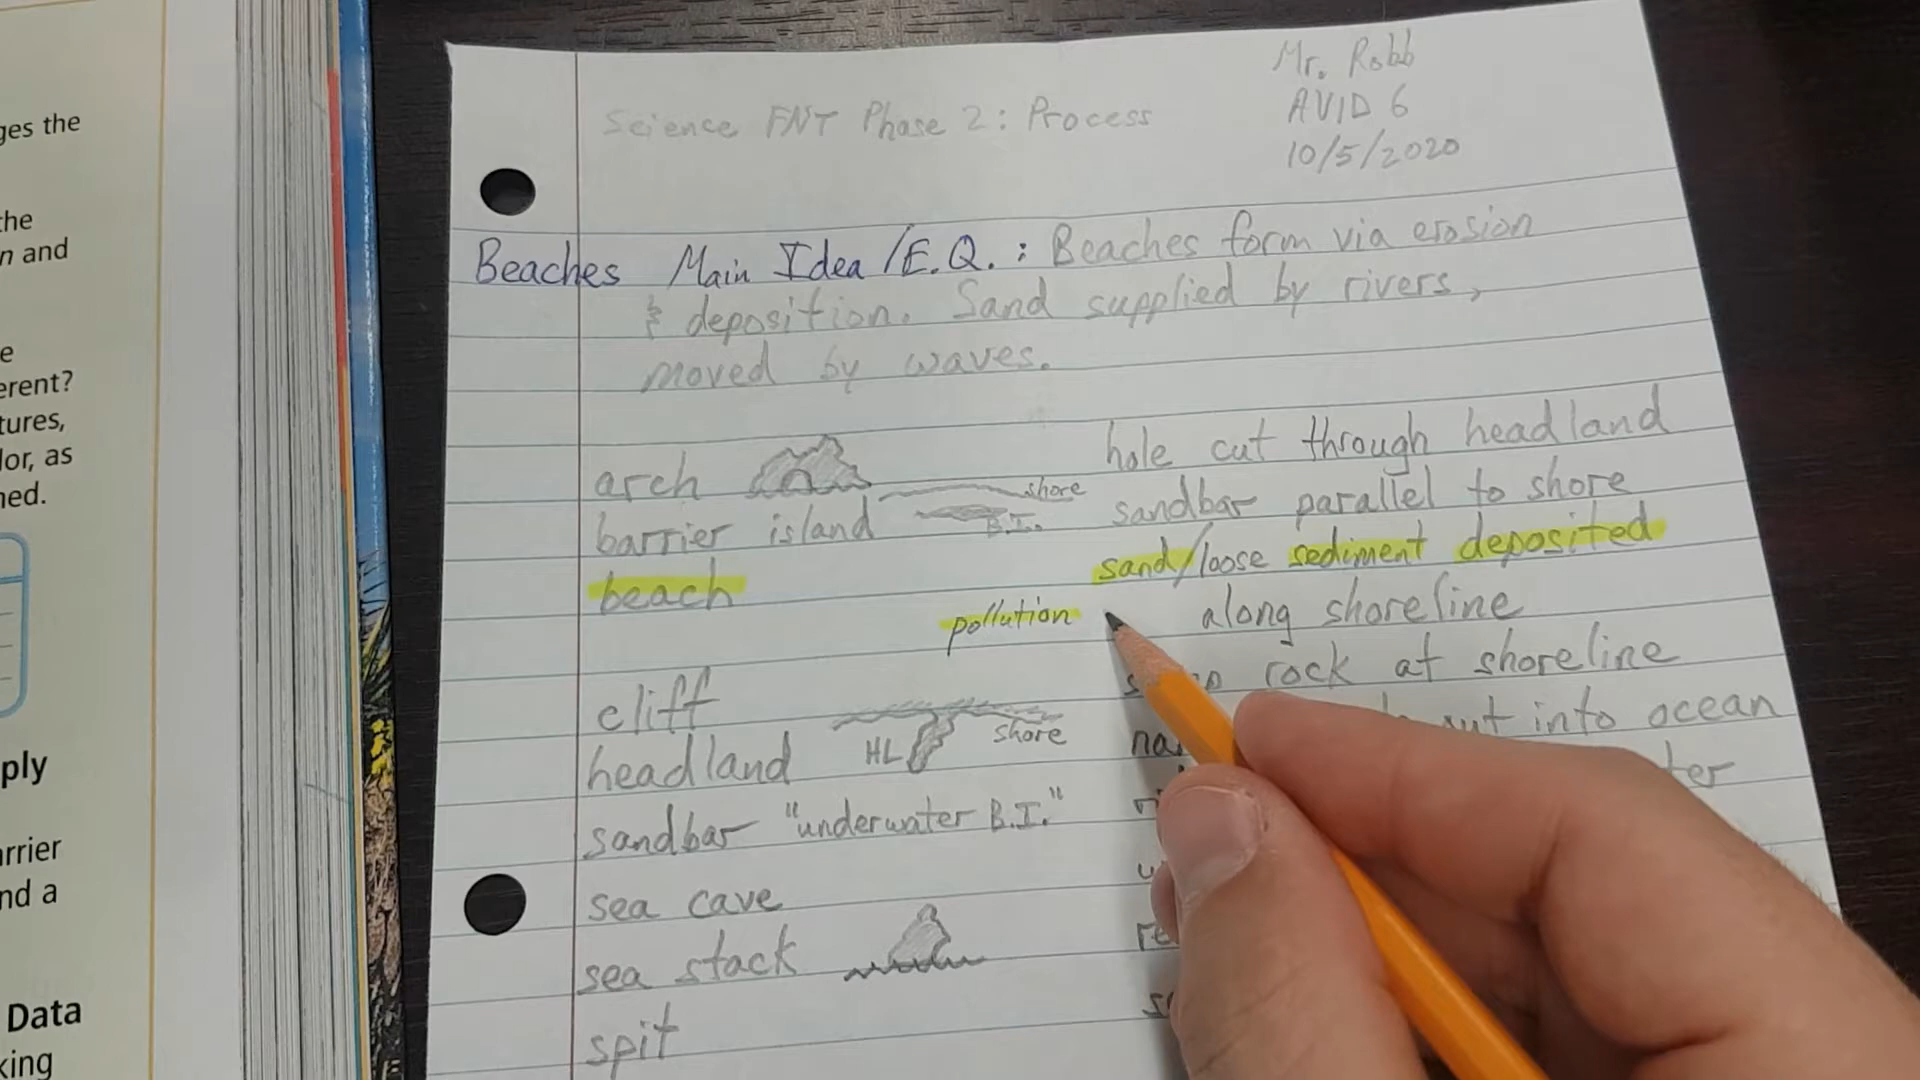 ges the
the
n and
e
erent?
tures,
lor, as
ned.
ply
arrier
nd a
Data
king
Mr. Robb
AVID 6
10/5/2020
Science FNT Phase 2: Process
Beaches Main Idea/E.Q.: Beaches form via erosion
& deposition. Sand supplied by rivers,
moved by waves.
arch hole cut through headland
shore
barrier island B.I. sandbar parallel to shore
beach sand/loose sediment deposited
pollution along shoreline
cliff rock at shoreline
headland HL shore out into ocean
sandbar "underwater B.I."
sea cave
sea stack
spit